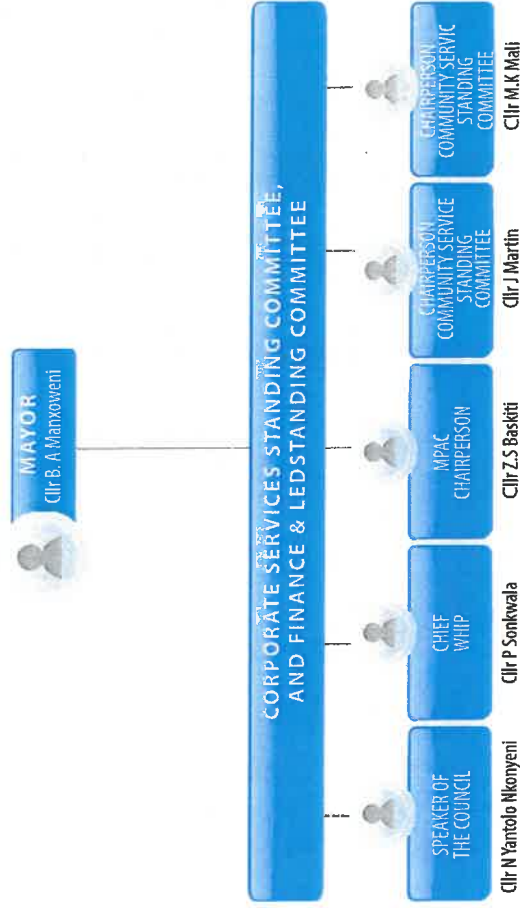 MAYOR
Cllr B. A Manxoweni
CORPORATE SERVICES STANDING COMMITTEE,
AND FINANCE & LEDSTANDING COMMITTEE
SPEAKER OF
THE COUNCIL
Cllr N Yantolo Nkonyeni
CHIEF
WHIP
Cllr P Sonkwala
MPAC
CHAIRPERSON
Cllr Z.S Baskiti
CHAIRPERSON
COMMUNITY SERVICE
STANDING
COMMITTEE
Cllr J Martin
CHAIRPERSON
COMMUNITY SERVIC
STANDING
COMMITTEE
Cllr M.K Mali